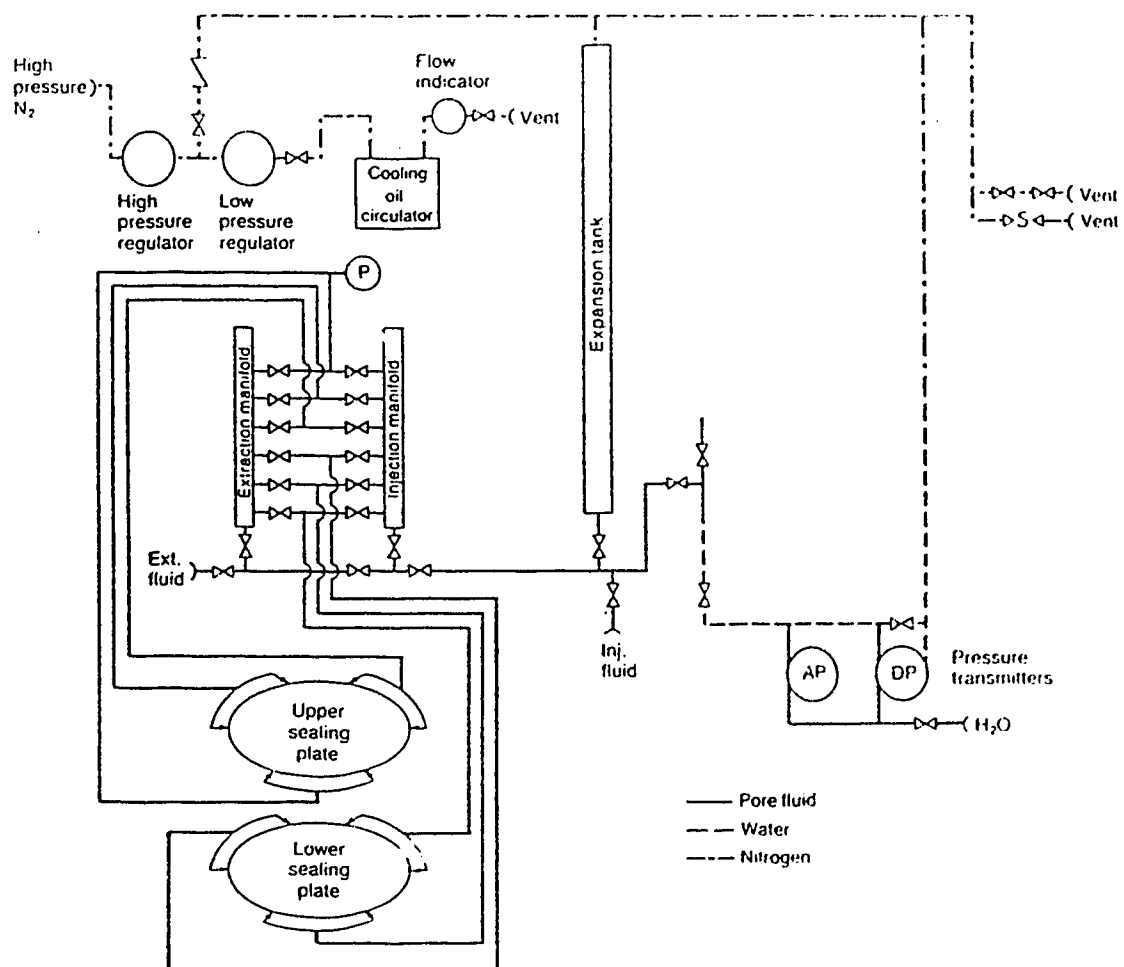 High
pressure)
N₂
Flow
indicator
Vent
Vent
Vent
S
Cooling
oil
circulator
High
pressure
regulator
Low
pressure
regulator
P
Expansion tank
Extraction manifold
Injection manifold
Ext.
fluid
Inj.
fluid
AP
DP
Pressure
transmitters
H₂O
Upper
sealing
plate
Lower
sealing
plate
Pore fluid
Water
Nitrogen